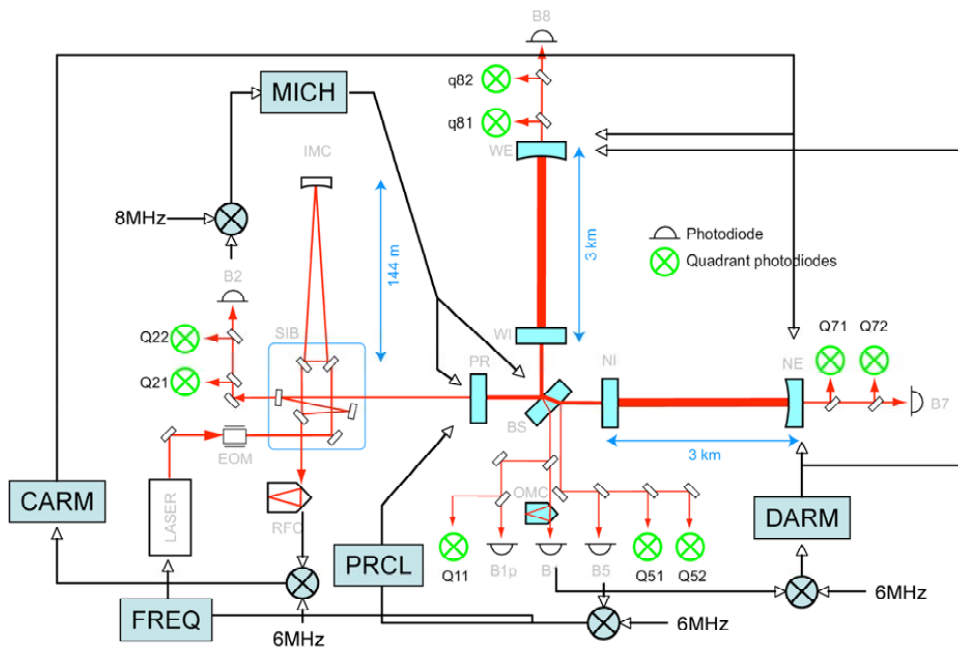 B8
q82
MICH
q81
WE
IMC
8MHz
Photodiode
Quadrant photodiodes
3 km
144 m
B2
Q22
SIB
WI
Q71 Q72
PR
NI
NE
Q21
BS
B7
EOM
3 km
CARM
LASER
RFC
OMC
DARM
PRCL
Q11
B1p
B1
B5
Q51 Q52
FREQ
6MHz
6MHz
6MHz